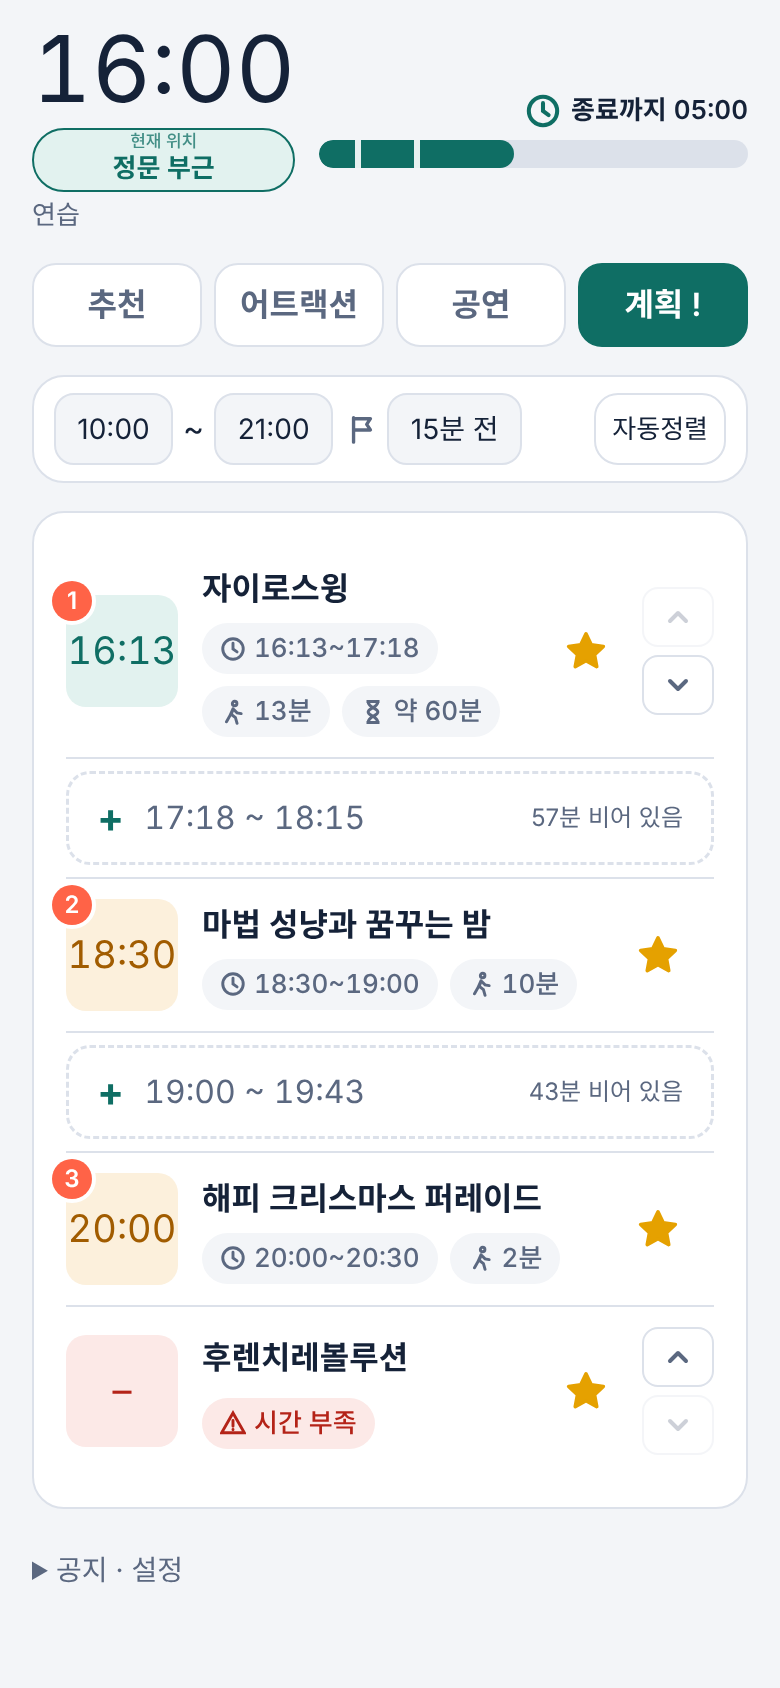 16:00
종료까지 05:00
현재 위치
정문 부근
연습
추천
어트랙션
공연
계획 !
10:00 ~ 21:00 15분 전 자동정렬
1
16:13
자이로스윙
16:13~17:18
13분 약 60분
+ 17:18 ~ 18:15 57분 비어 있음
2
18:30
마법 성냥과 꿈꾸는 밤
18:30~19:00 10분
+ 19:00 ~ 19:43 43분 비어 있음
3
20:00
해피 크리스마스 퍼레이드
20:00~20:30 2분
–
후렌치레볼루션
시간 부족
▶ 공지 · 설정